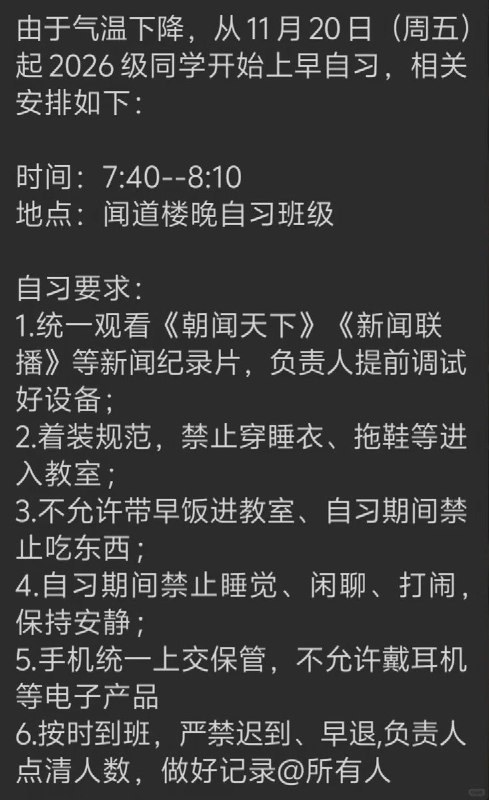 由于气温下降，从11月20日（周五）
起2026级同学开始上早自习，相关
安排如下：
时间：7:40--8:10
地点：闻道楼晚自习班级
自习要求：
1.统一观看《朝闻天下》《新闻联
播》等新闻纪录片，负责人提前调试
好设备；
2.着装规范，禁止穿睡衣、拖鞋等进
入教室；
3.不允许带早饭进教室、自习期间禁
止吃东西；
4.自习期间禁止睡觉、闲聊、打闹，
保持安静；
5.手机统一上交保管，不允许戴耳机
等电子产品
6.按时到班，严禁迟到、早退,负责人
点清人数，做好记录@所有人